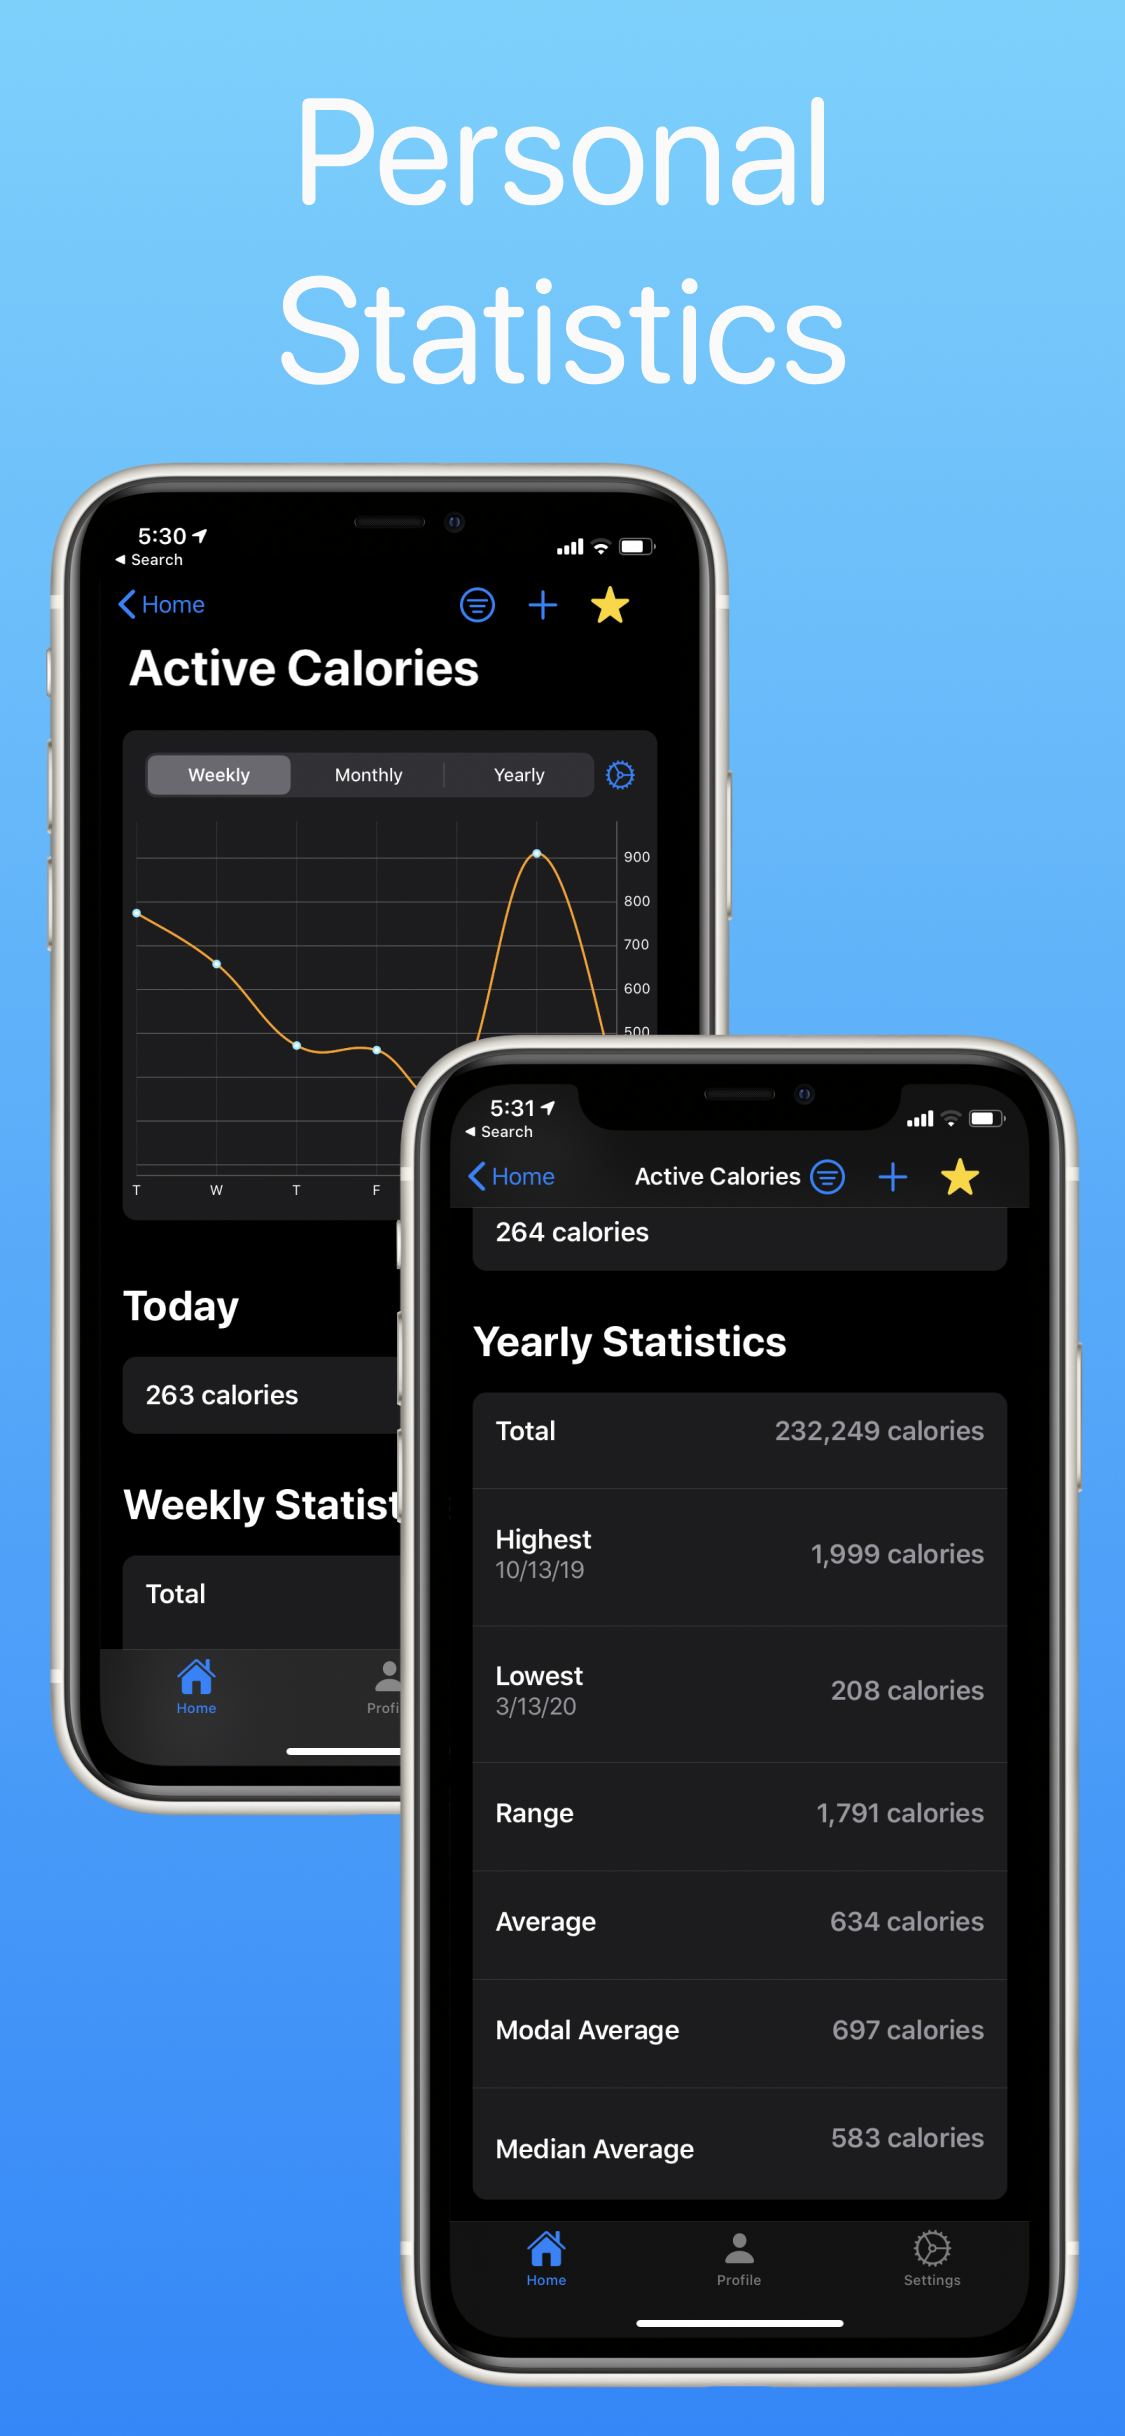 Personal
Statistics
5:30
Search
Home
Active Calories
Weekly Monthly Yearly
900
800
700
600
500
T W T F
Today
263 calories
Weekly Statist
Total
Home Profi
5:31
Search
Home Active Calories
264 calories
Yearly Statistics
Total 232,249 calories
Highest
10/13/19
1,999 calories
Lowest
3/13/20
208 calories
Range 1,791 calories
Average 634 calories
Modal Average 697 calories
Median Average 583 calories
Home Profile Settings